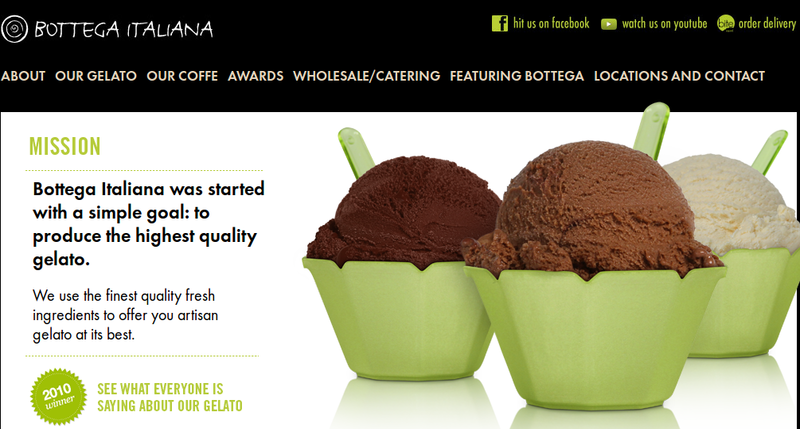 BOTTEGA ITALIANA
hit us on facebook
watch us on youtube
bite
order delivery
ABOUT OUR GELATO OUR COFFE AWARDS WHOLESALE/CATERING FEATURING BOTTEGA LOCATIONS AND CONTACT
MISSION
Bottega Italiana was started
with a simple goal: to
produce the highest quality
gelato.
We use the finest quality fresh
ingredients to offer you artisan
gelato at its best.
2010
winner
SEE WHAT EVERYONE IS
SAYING ABOUT OUR GELATO